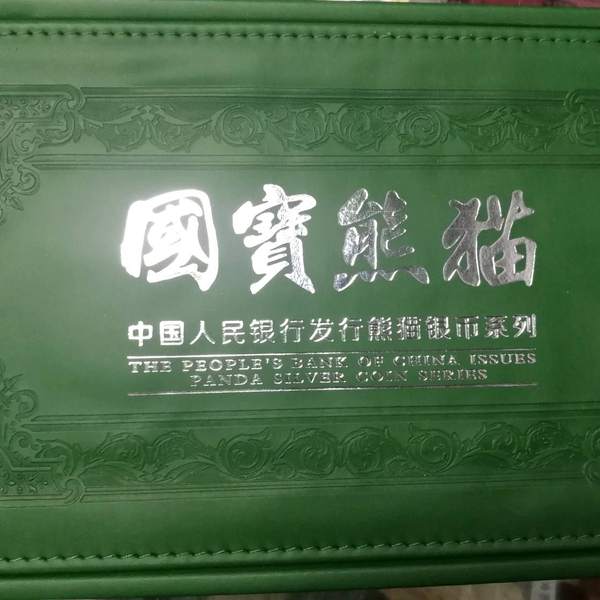 國寶熊猫
中国人民银行发行熊猫银币系列
THE PEOPLE'S BANK OF CHINA ISSUES
PANDA SILVER COIN SERIES